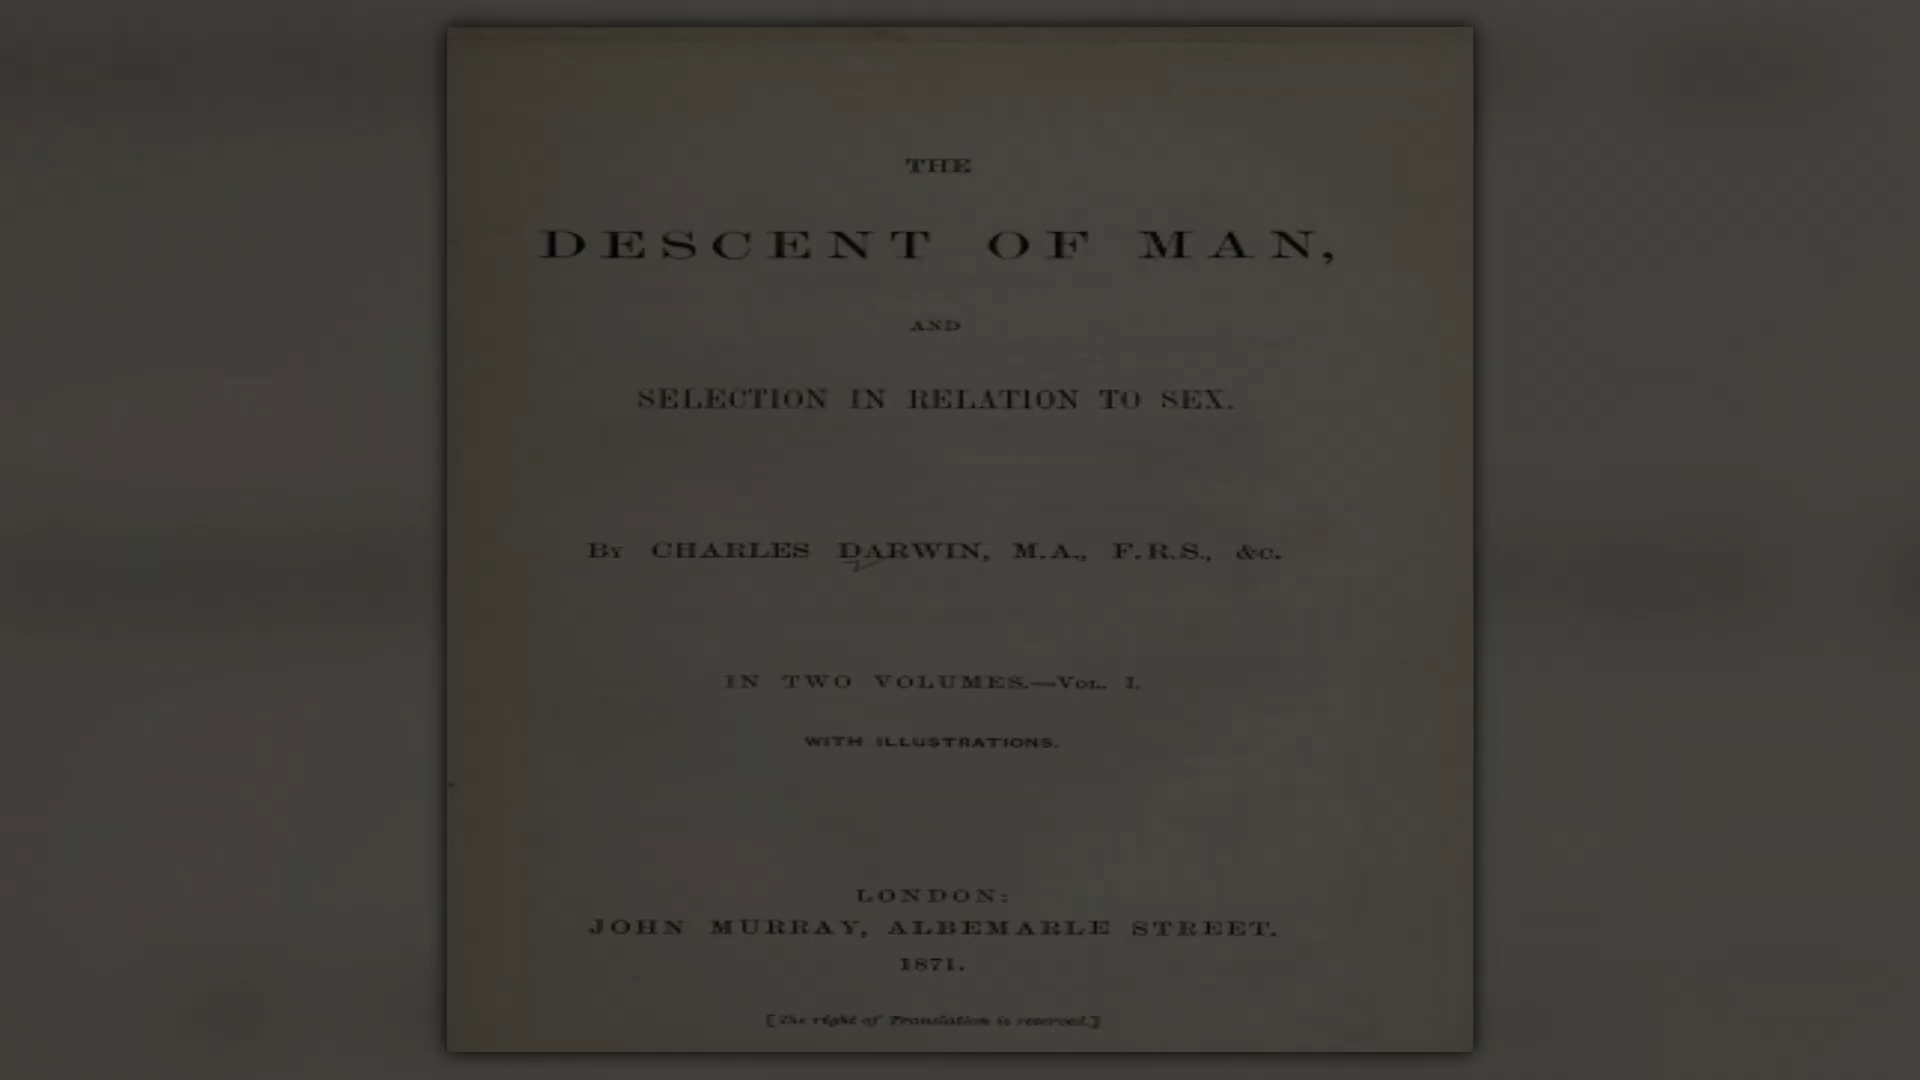 THE
DESCENT OF MAN,
AND
SELECTION IN RELATION TO SEX.
By CHARLES DARWIN, M.A., F.R.S., &c.
IN TWO VOLUMES.—Vol. I.
WITH ILLUSTRATIONS.
LONDON:
JOHN MURRAY, ALBEMARLE STREET.
1871.
[The right of Translation is reserved.]